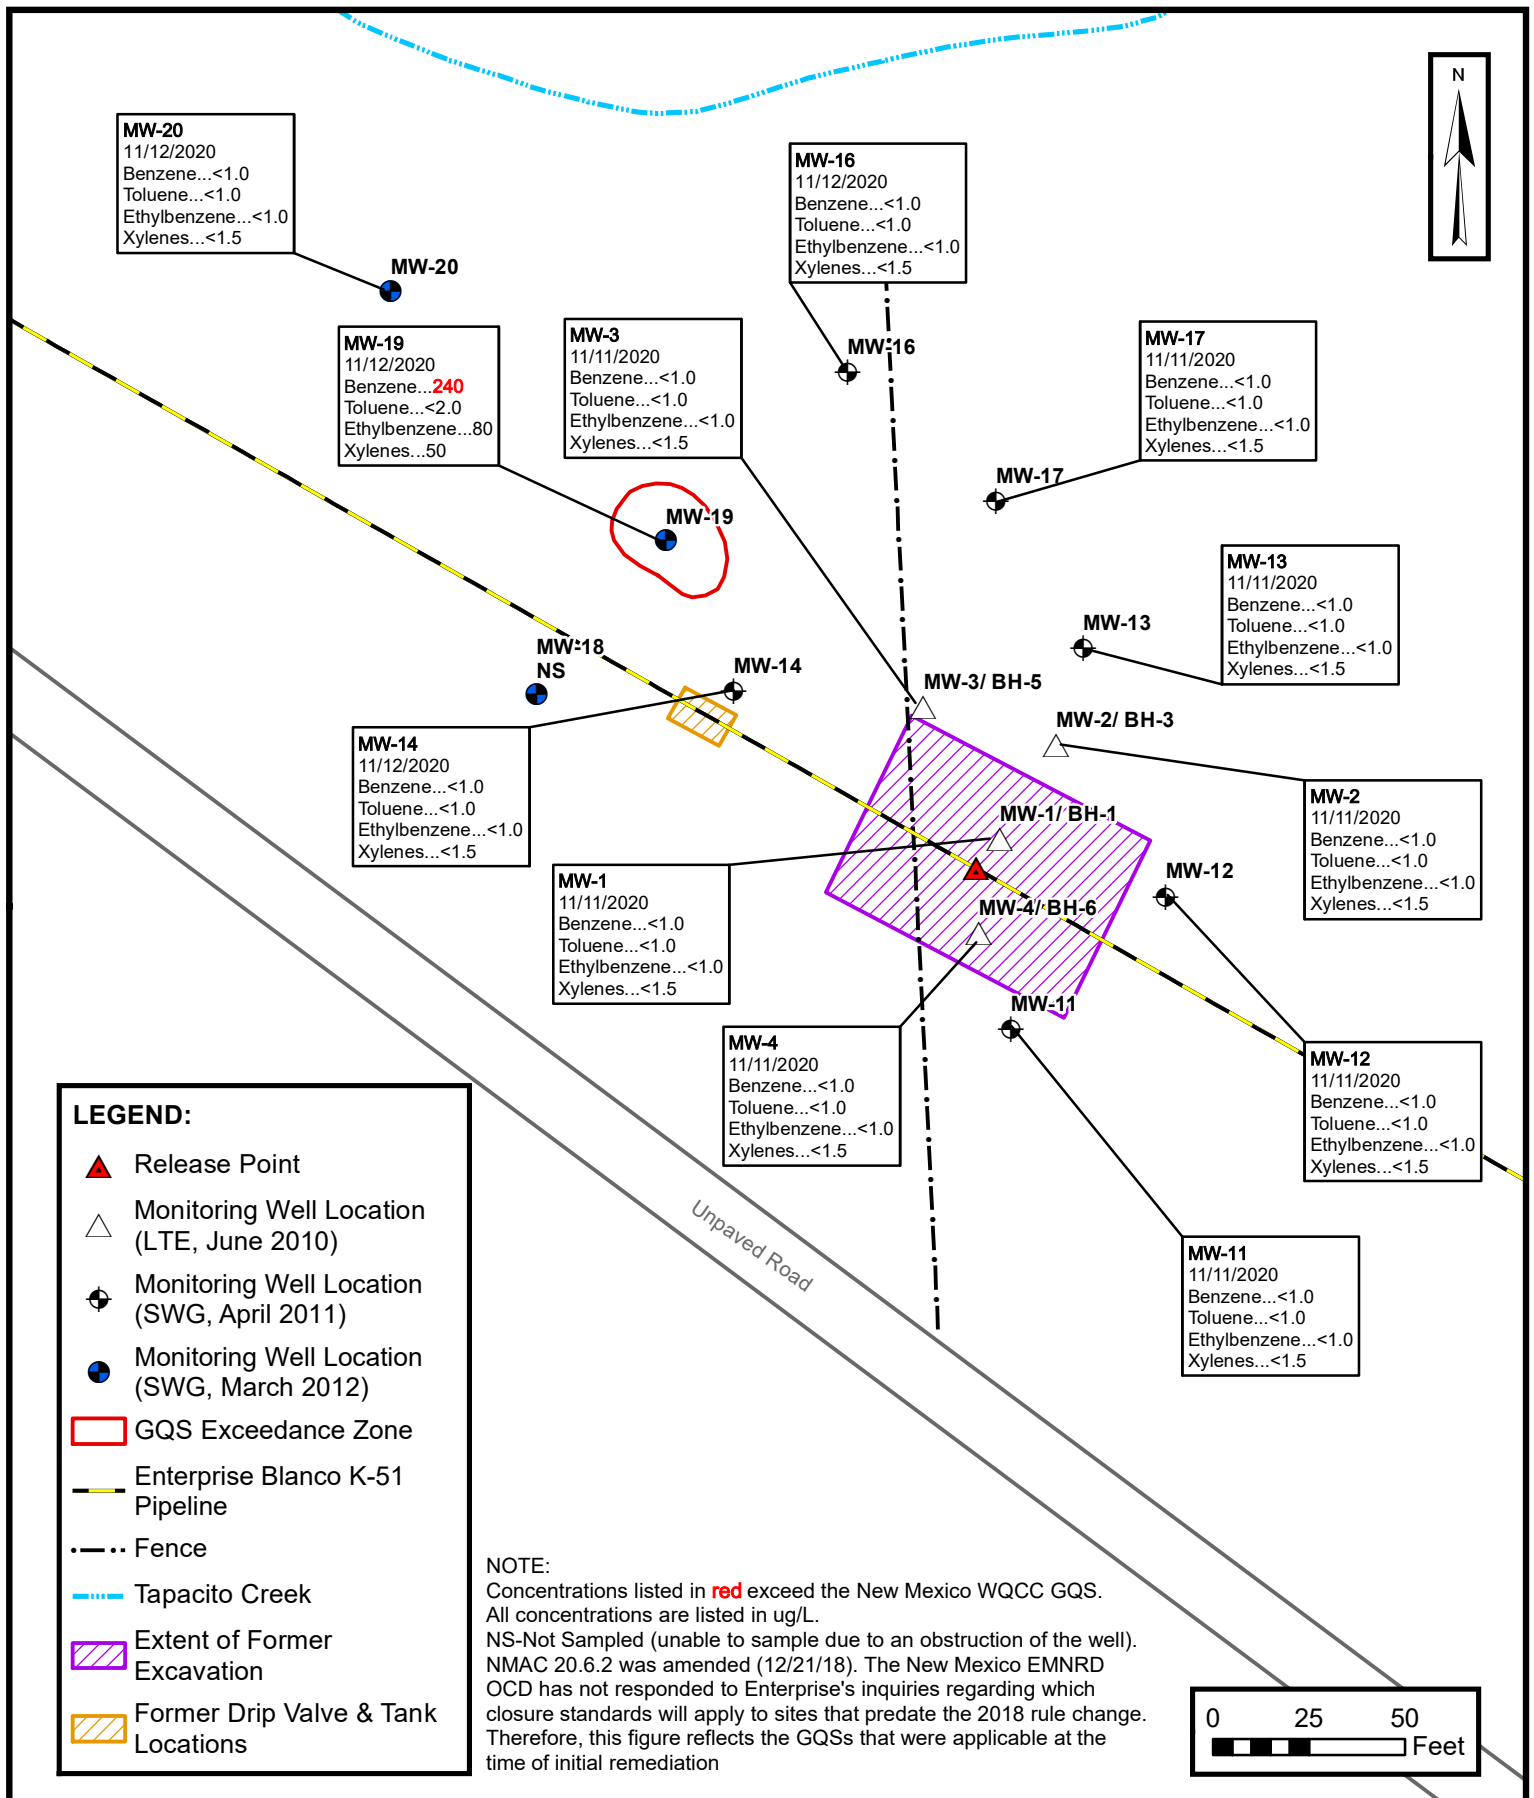 N
MW-20
11/12/2020
Benzene...<1.0
Toluene...<1.0
Ethylbenzene...<1.0
Xylenes...<1.5
MW-16
11/12/2020
Benzene...<1.0
Toluene...<1.0
Ethylbenzene...<1.0
Xylenes...<1.5
MW-20
MW-19
11/12/2020
Benzene...240
Toluene...<2.0
Ethylbenzene...80
Xylenes...50
MW-3
11/11/2020
Benzene...<1.0
Toluene...<1.0
Ethylbenzene...<1.0
Xylenes...<1.5
MW-16
MW-17
11/11/2020
Benzene...<1.0
Toluene...<1.0
Ethylbenzene...<1.0
Xylenes...<1.5
MW-17
MW-19
MW-13
11/11/2020
Benzene...<1.0
Toluene...<1.0
Ethylbenzene...<1.0
Xylenes...<1.5
MW-13
MW-18
NS
MW-14
MW-3/ BH-5
MW-2/ BH-3
MW-14
11/12/2020
Benzene...<1.0
Toluene...<1.0
Ethylbenzene...<1.0
Xylenes...<1.5
MW-2
11/11/2020
Benzene...<1.0
Toluene...<1.0
Ethylbenzene...<1.0
Xylenes...<1.5
MW-1/ BH-1
MW-1
11/11/2020
Benzene...<1.0
Toluene...<1.0
Ethylbenzene...<1.0
Xylenes...<1.5
MW-12
MW-4/ BH-6
MW-11
MW-4
11/11/2020
Benzene...<1.0
Toluene...<1.0
Ethylbenzene...<1.0
Xylenes...<1.5
MW-12
11/11/2020
Benzene...<1.0
Toluene...<1.0
Ethylbenzene...<1.0
Xylenes...<1.5
MW-11
11/11/2020
Benzene...<1.0
Toluene...<1.0
Ethylbenzene...<1.0
Xylenes...<1.5
Unpaved Road
LEGEND:
Release Point
Monitoring Well Location
(LTE, June 2010)
Monitoring Well Location
(SWG, April 2011)
Monitoring Well Location
(SWG, March 2012)
GQS Exceedance Zone
Enterprise Blanco K-51
Pipeline
Fence
Tapacito Creek
Extent of Former
Excavation
Former Drip Valve & Tank
Locations
NOTE:
Concentrations listed in red exceed the New Mexico WQCC GQS.
All concentrations are listed in ug/L.
NS-Not Sampled (unable to sample due to an obstruction of the well).
NMAC 20.6.2 was amended (12/21/18). The New Mexico EMNRD
OCD has not responded to Enterprise's inquiries regarding which
closure standards will apply to sites that predate the 2018 rule change.
Therefore, this figure reflects the GQSs that were applicable at the
time of initial remediation
0 25 50
Feet